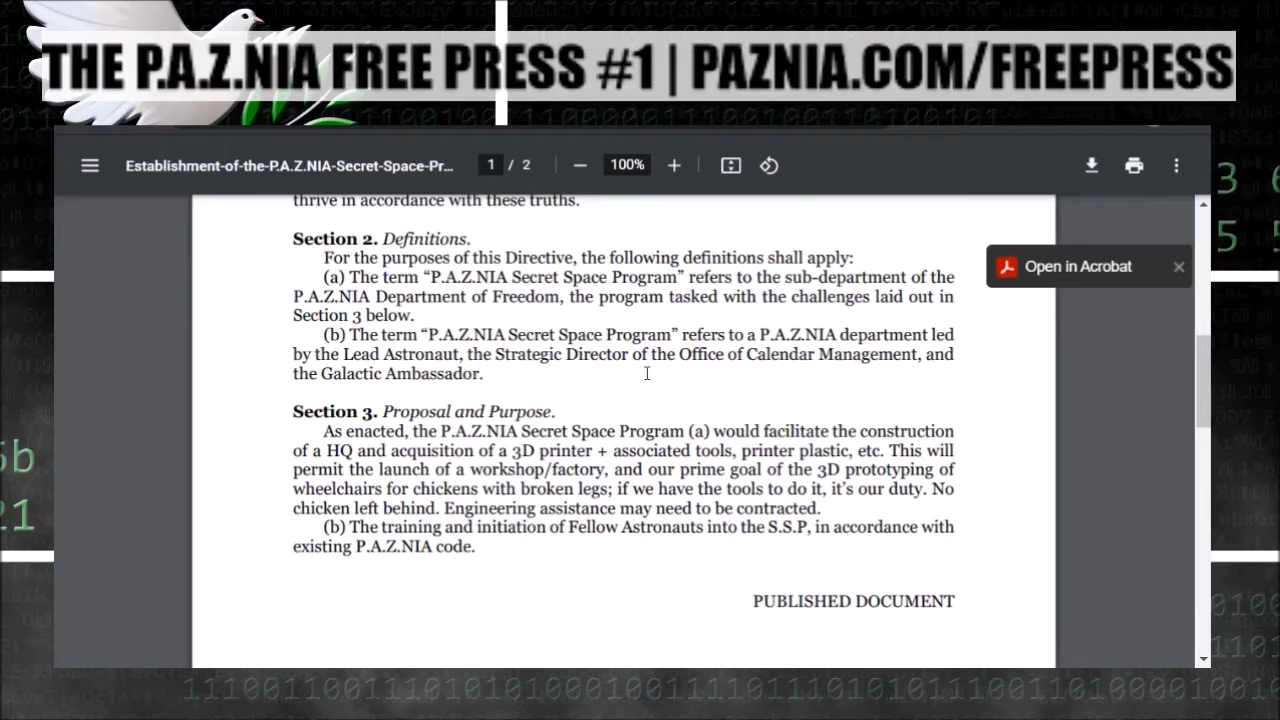 THE P.A.Z.NIA FREE PRESS #1 | PAZNIA.COM/FREEPRESS
Establishment-of-the-P.A.Z.NIA-Secret-Space-Pr... 1 / 2 100%
thrive in accordance with these truths.
Section 2. Definitions.
For the purposes of this Directive, the following definitions shall apply:
Open in Acrobat
(a) The term “P.A.Z.NIA Secret Space Program” refers to the sub-department of the
P.A.Z.NIA Department of Freedom, the program tasked with the challenges laid out in
Section 3 below.
(b) The term “P.A.Z.NIA Secret Space Program” refers to a P.A.Z.NIA department led
by the Lead Astronaut, the Strategic Director of the Office of Calendar Management, and
the Galactic Ambassador.
Section 3. Proposal and Purpose.
As enacted, the P.A.Z.NIA Secret Space Program (a) would facilitate the construction
of a HQ and acquisition of a 3D printer + associated tools, printer plastic, etc. This will
permit the launch of a workshop/factory, and our prime goal of the 3D prototyping of
wheelchairs for chickens with broken legs; if we have the tools to do it, it’s our duty. No
chicken left behind. Engineering assistance may need to be contracted.
(b) The training and initiation of Fellow Astronauts into the S.S.P, in accordance with
existing P.A.Z.NIA code.
PUBLISHED DOCUMENT